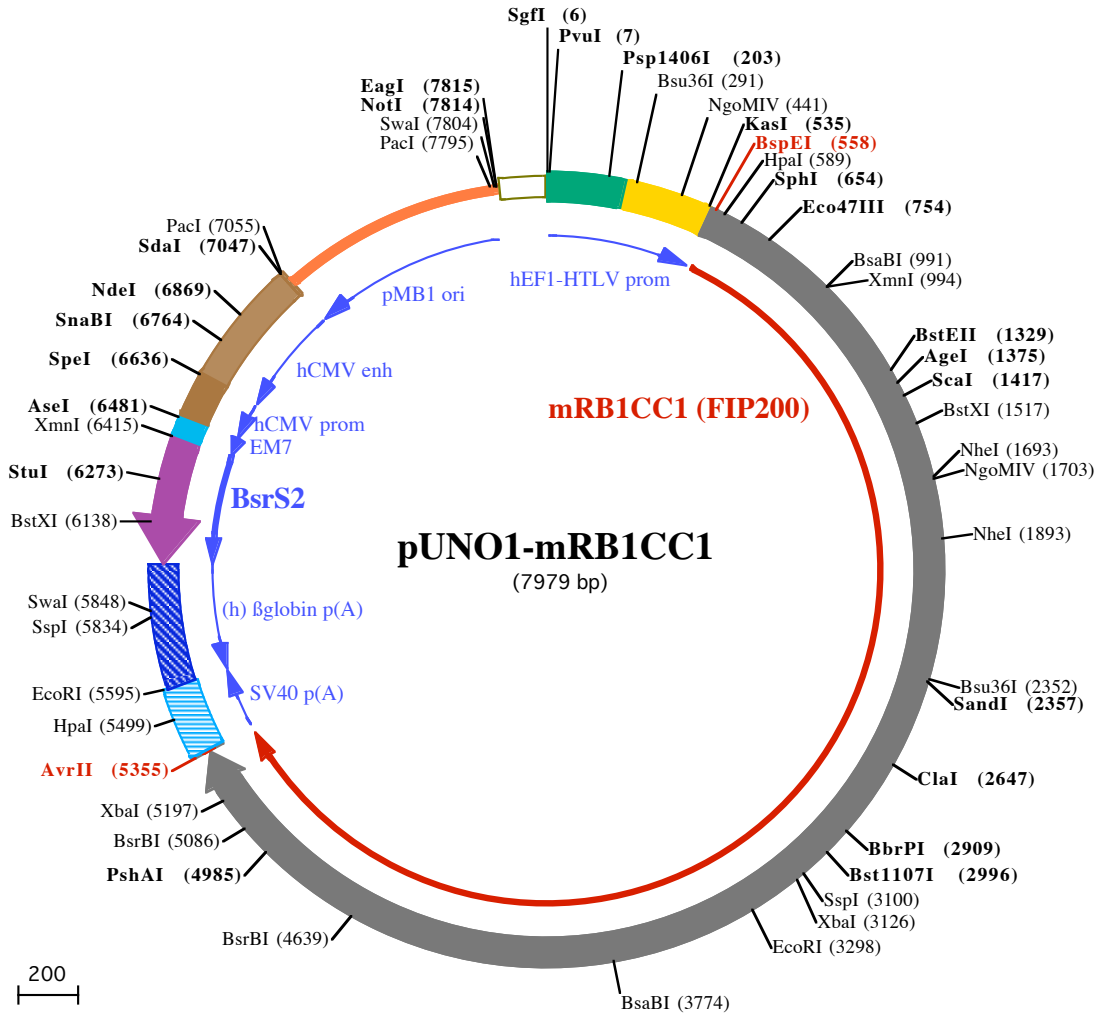 SgfI (6)
PvuI (7)
Psp1406I (203)
Bsu36I (291)
NgoMIV (441)
KasI (535)
BspEI (558)
HpaI (589)
SphI (654)
Eco47III (754)
BsaBI (991)
XmnI (994)
BstEII (1329)
AgeI (1375)
ScaI (1417)
BstXI (1517)
NheI (1693)
NgoMIV (1703)
NheI (1893)
Bsu36I (2352)
SandI (2357)
ClaI (2647)
BbrPI (2909)
Bst1107I (2996)
SspI (3100)
XbaI (3126)
EcoRI (3298)
BsaBI (3774)
BsrBI (4639)
PshAI (4985)
BsrBI (5086)
XbaI (5197)
AvrII (5355)
HpaI (5499)
EcoRI (5595)
SspI (5834)
SwaI (5848)
BstXI (6138)
StuI (6273)
XmnI (6415)
AseI (6481)
SpeI (6636)
SnaBI (6764)
NdeI (6869)
SdaI (7047)
PacI (7055)
PacI (7795)
SwaI (7804)
NotI (7814)
EagI (7815)
hEF1-HTLV prom
pMB1 ori
hCMV enh
hCMV prom
EM7
BsrS2
(h) ßglobin p(A)
SV40 p(A)
mRB1CC1 (FIP200)
pUNO1-mRB1CC1
(7979 bp)
200